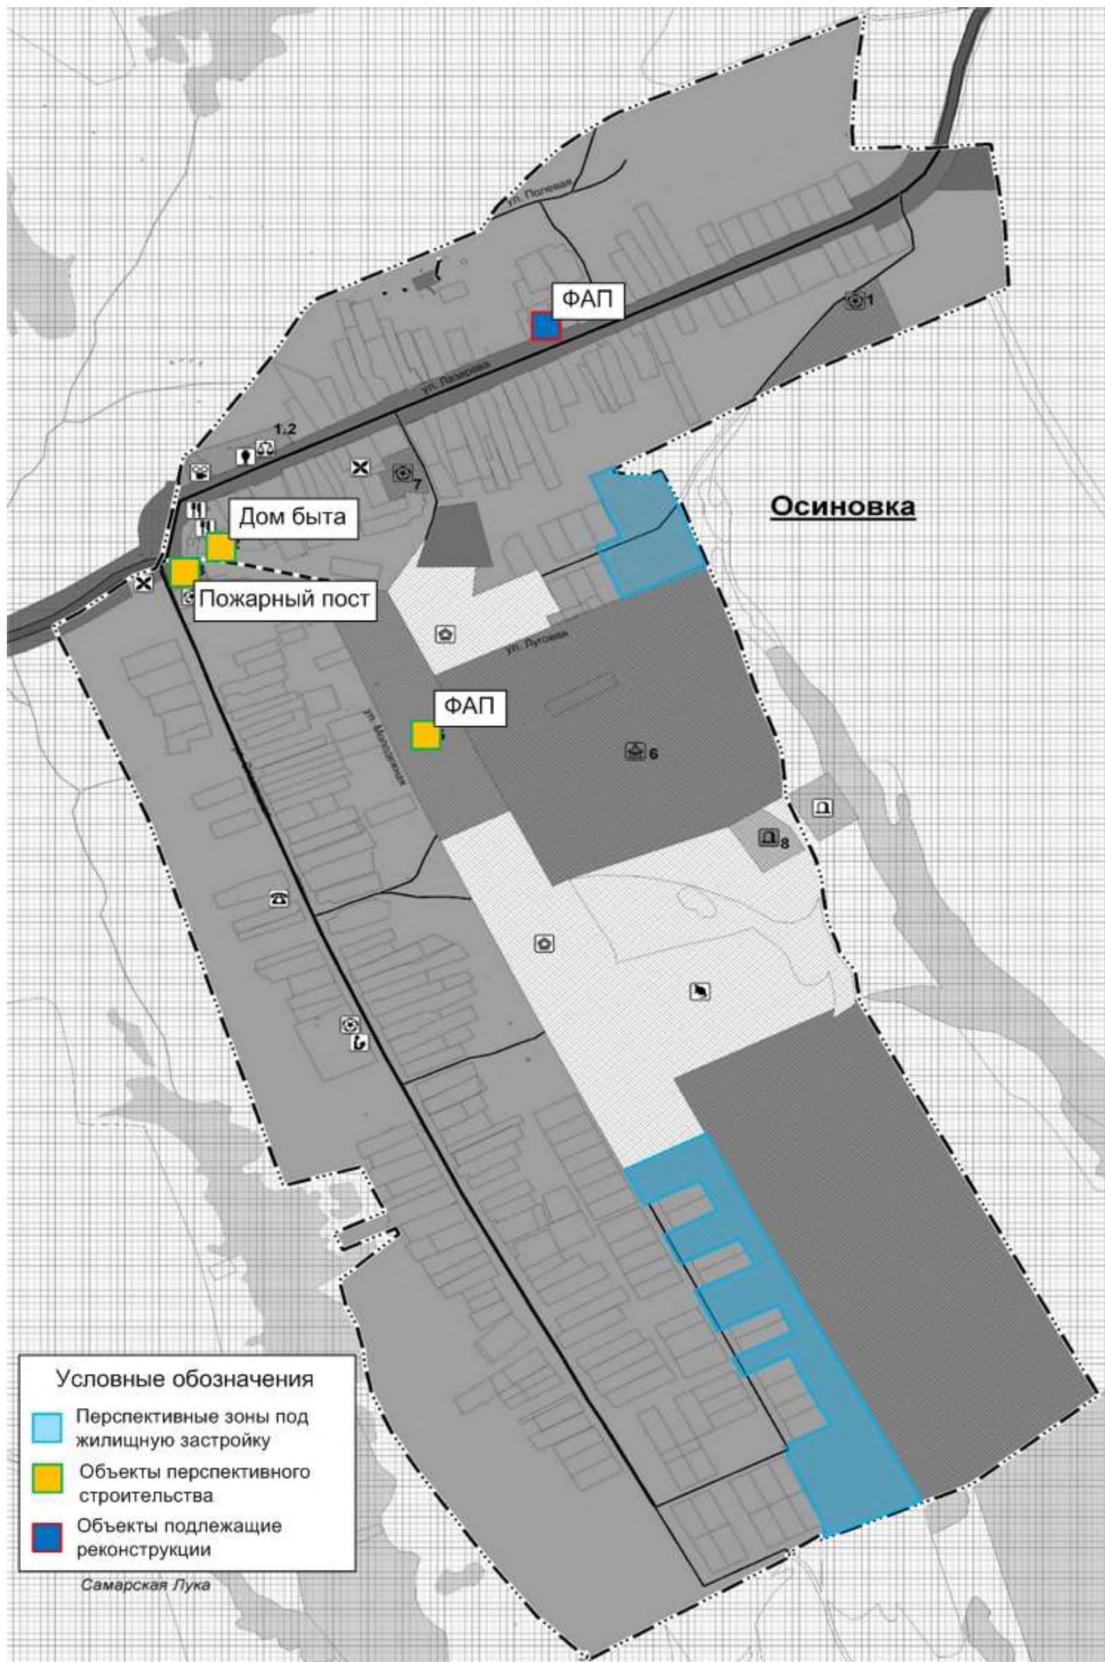 ул. Полевая
ФАП
1
ул. Лазарева
1.2
7
Осиновка
Дом быта
Пожарный пост
ул. Луговая
ФАП
ул. Молодежная
6
8
Условные обозначения
Перспективные зоны под
жилищную застройку
Объекты перспективного
строительства
Объекты подлежащие
реконструкции
Самарская Лука